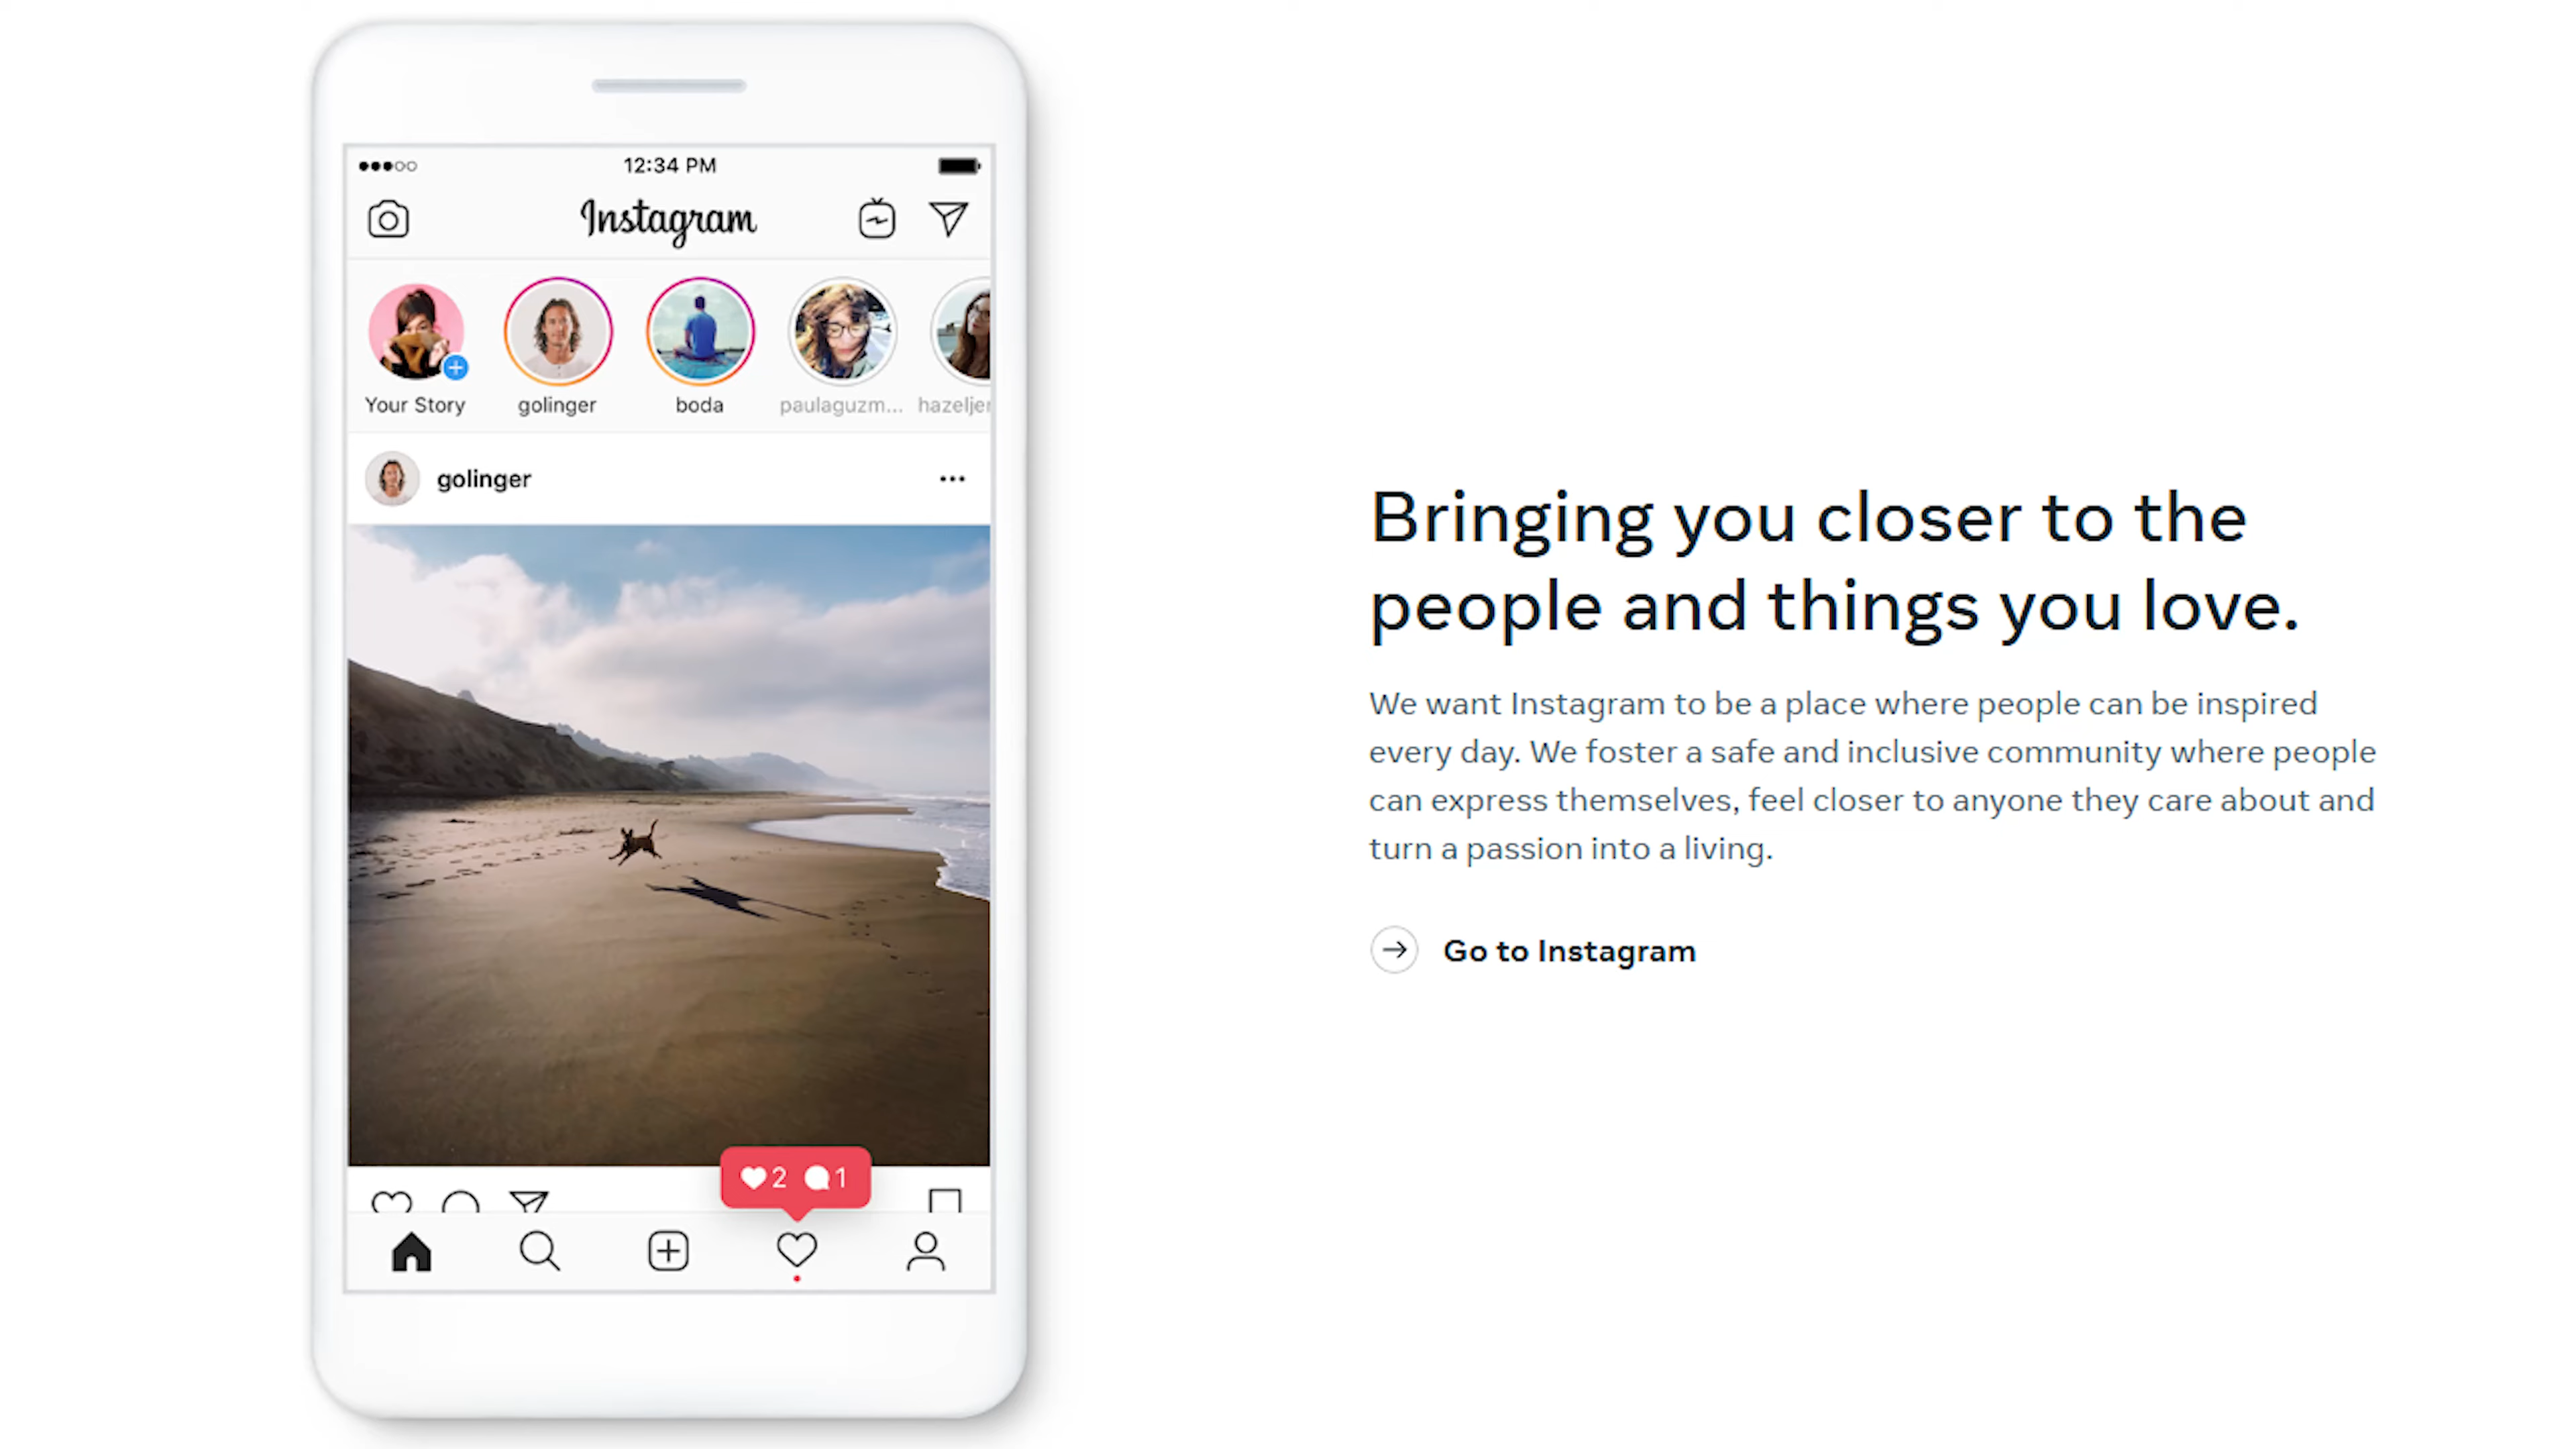 12:34 PM
Instagram
Your Story golinger boda paulaguzm... hazeljen
golinger
2 1
Bringing you closer to the
people and things you love.
We want Instagram to be a place where people can be inspired
every day. We foster a safe and inclusive community where people
can express themselves, feel closer to anyone they care about and
turn a passion into a living.
Go to Instagram